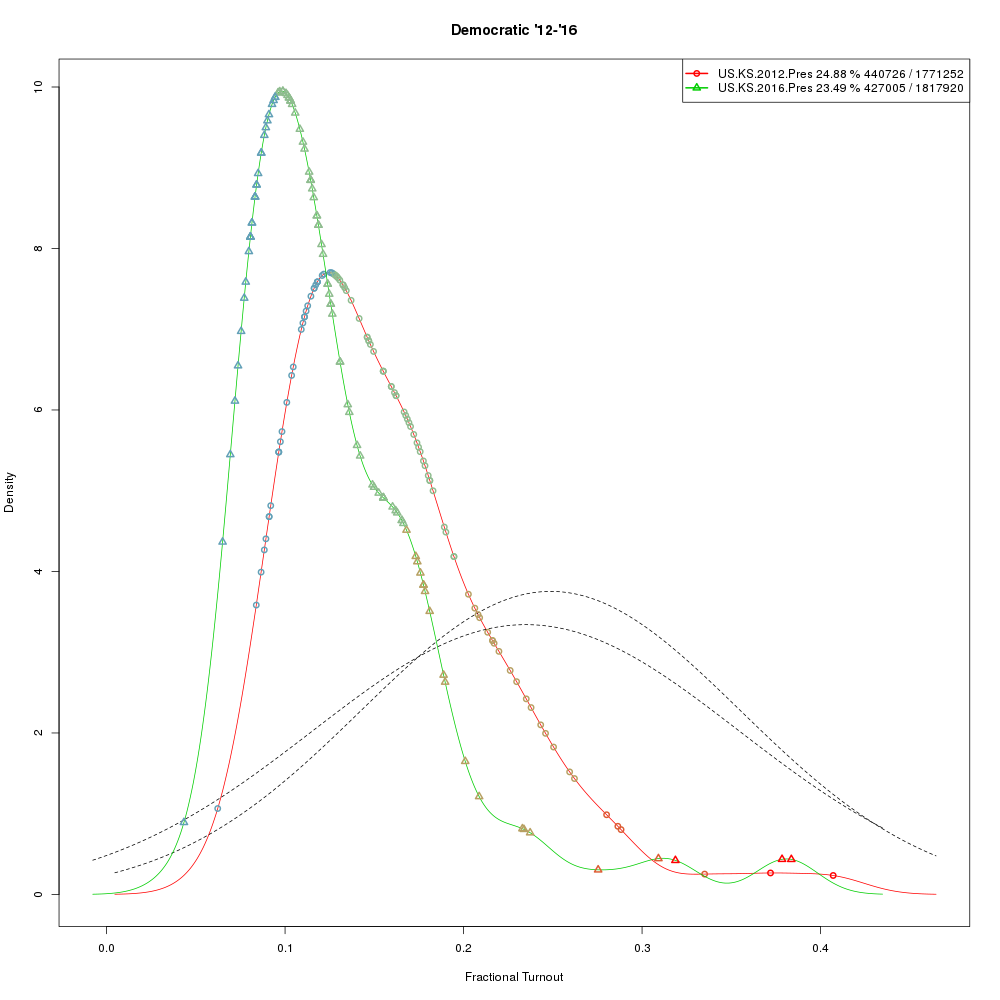 Democratic '12-'16
US.KS.2012.Pres 24.88 % 440726 / 1771252
US.KS.2016.Pres 23.49 % 427005 / 1817920
10
8
6
4
2
0
Density
0.0 0.1 0.2 0.3 0.4
Fractional Turnout